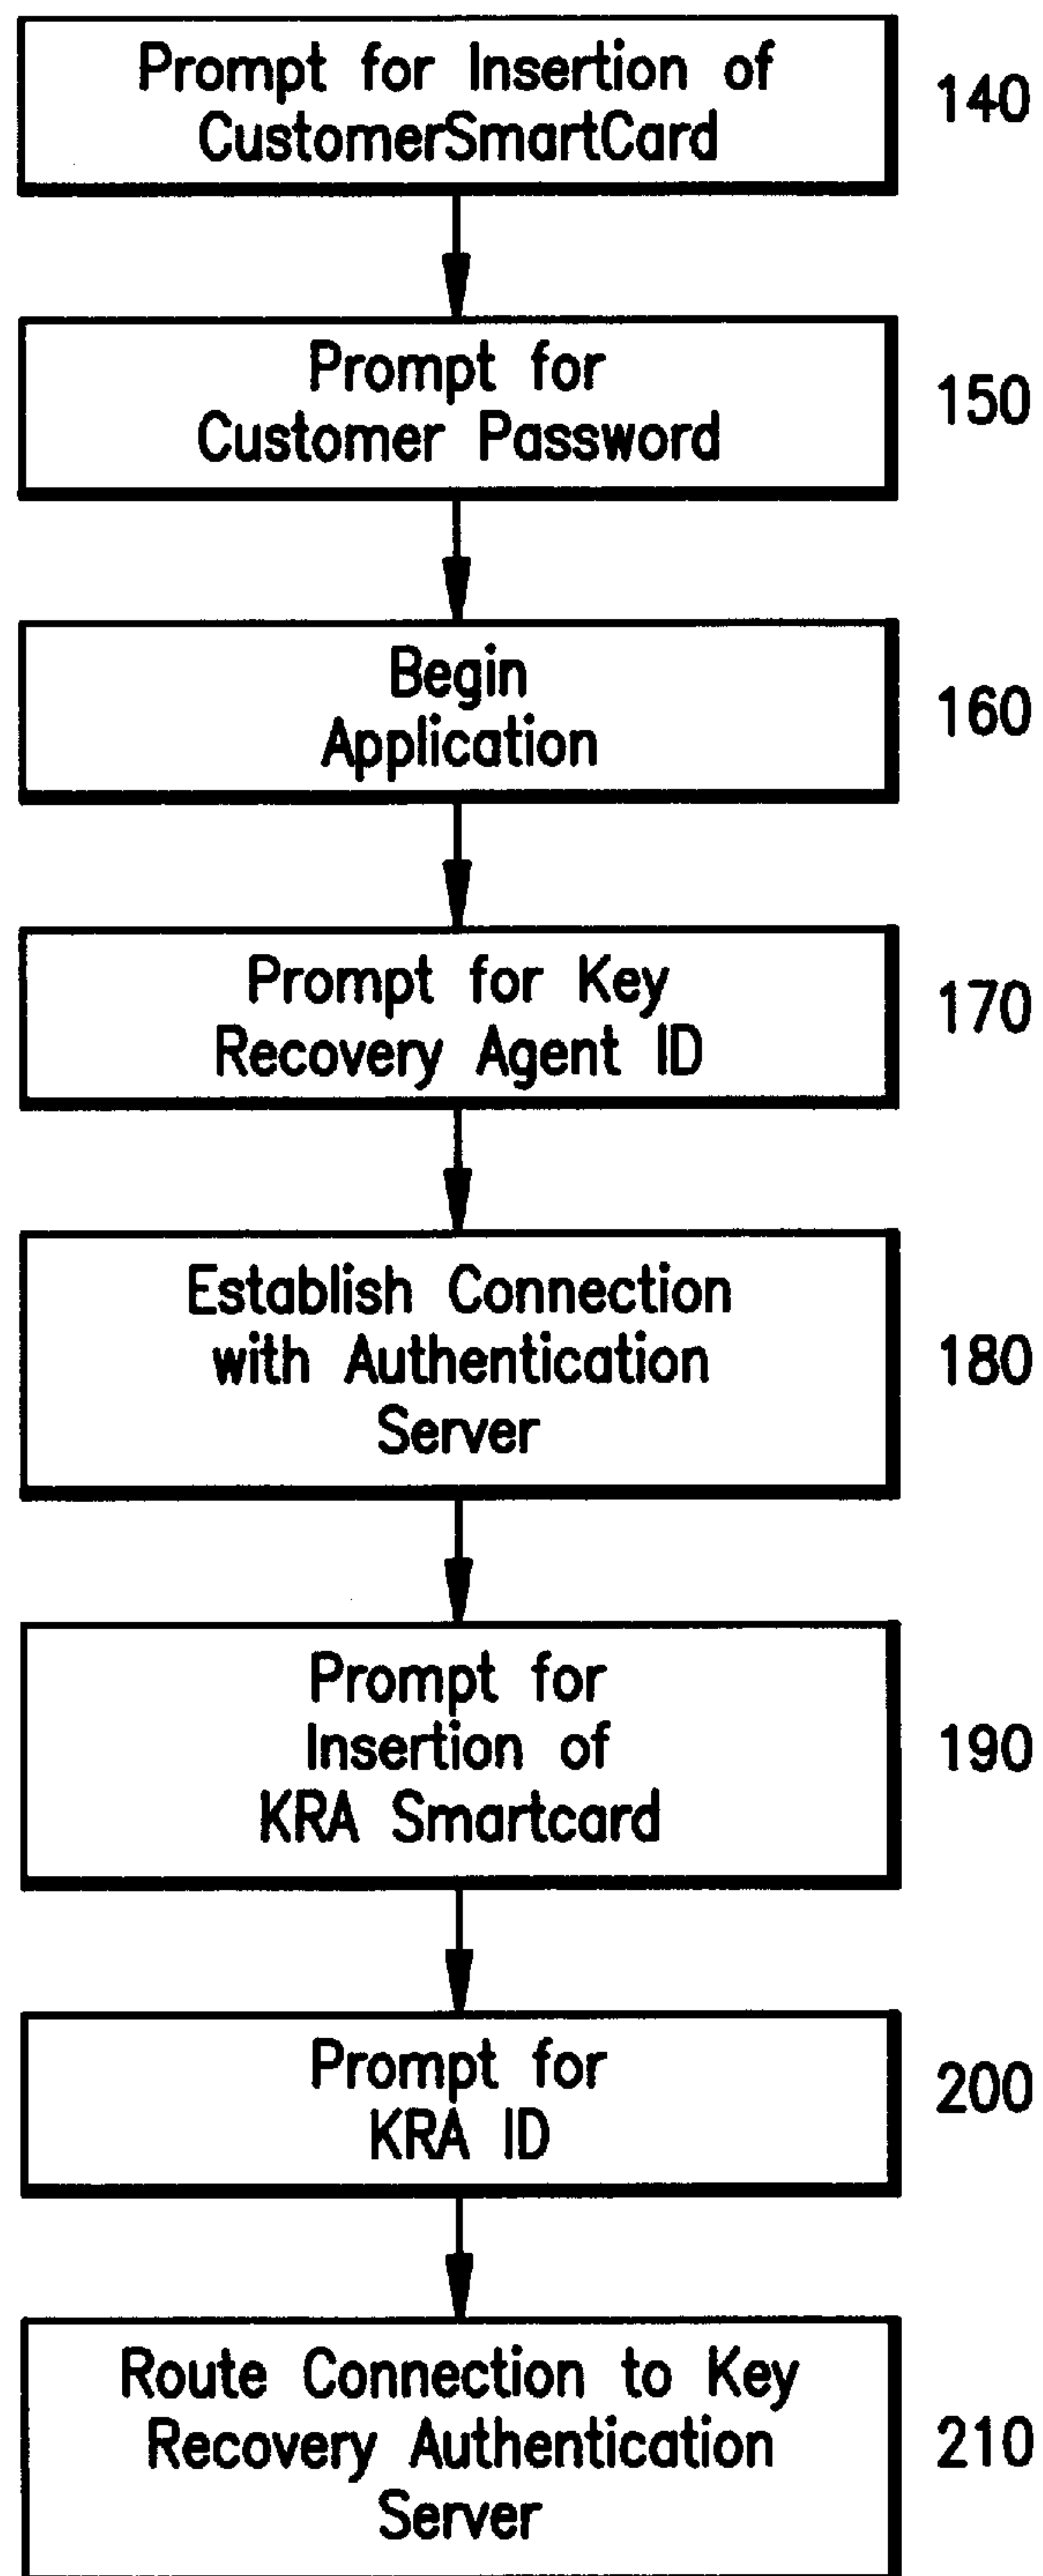 Prompt for Insertion of
CustomerSmartCard
140
Prompt for
Customer Password
150
Begin
Application
160
Prompt for Key
Recovery Agent ID
170
Establish Connection
with Authentication
Server
180
Prompt for
Insertion of
KRA Smartcard
190
Prompt for
KRA ID
200
Route Connection to Key
Recovery Authentication
Server
210